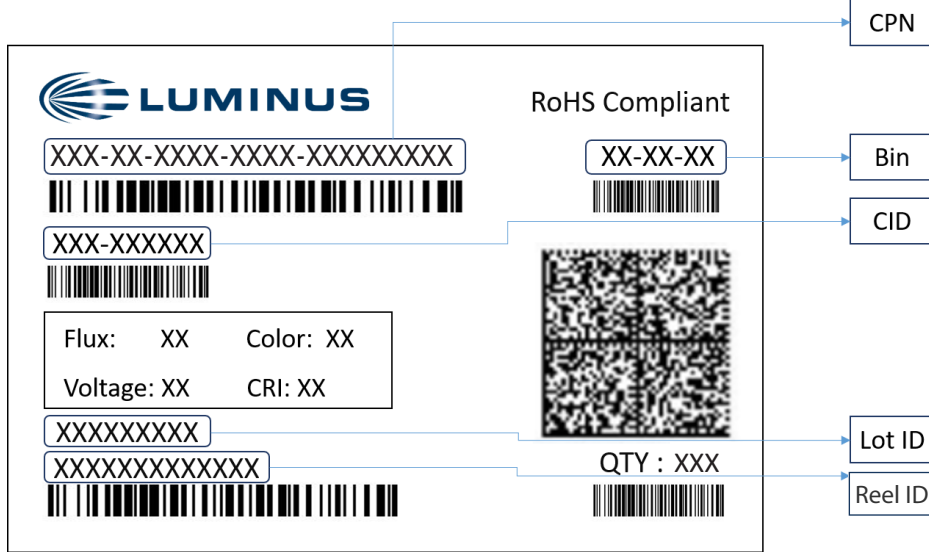 CPN
LUMINUS
RoHS Compliant
XXX-XX-XXXX-XXXX-XXXXXXXXX
XX-XX-XX
Bin
XXX-XXXXXX
CID
Flux: XX Color: XX
Voltage: XX CRI: XX
XXXXXXXXX
Lot ID
XXXXXXXXXXXXX
QTY : XXX
Reel ID